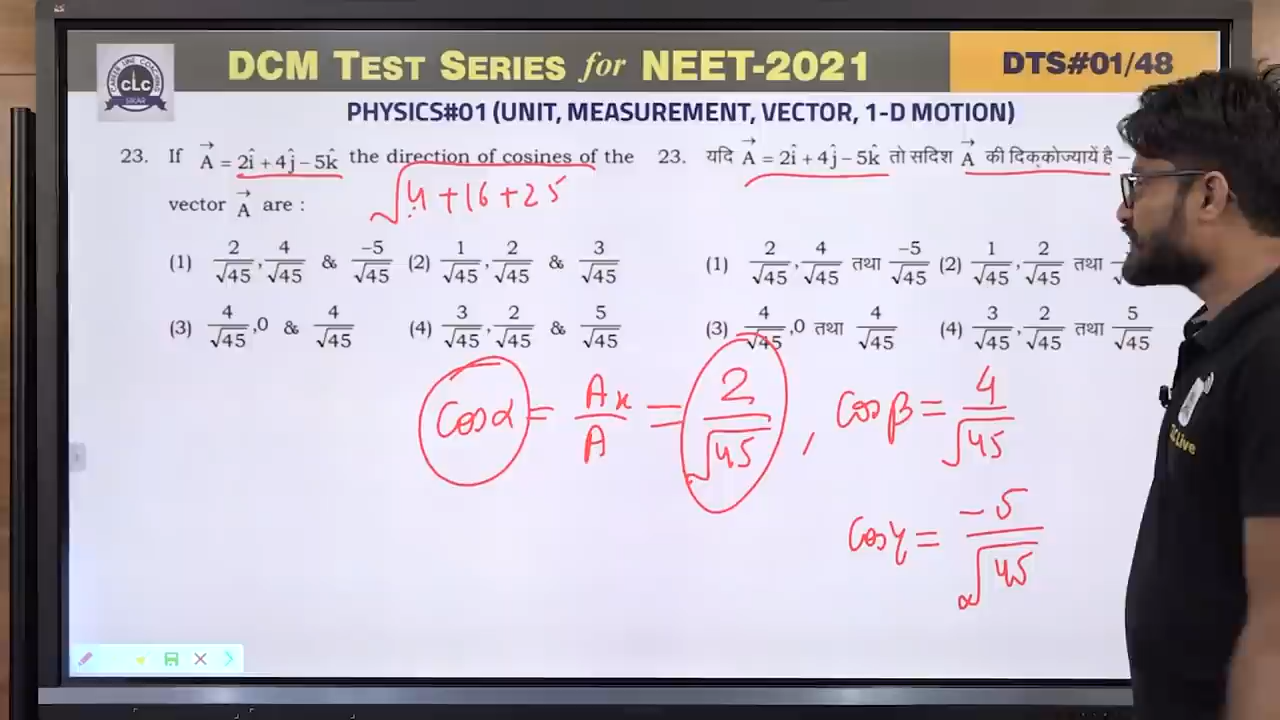 DCM TEST SERIES for NEET-2021
DTS#01/48
CLC
SIKAR
PHYSICS#01 (UNIT, MEASUREMENT, VECTOR, 1-D MOTION)
23. If A⃗ = 2î + 4ĵ − 5k̂ the direction of cosines of the
vector A⃗ are :
√4 + 16 + 25
(1) 2/√45, 4/√45 & −5/√45 (2) 1/√45, 2/√45 & 3/√45
(3) 4/√45, 0 & 4/√45 (4) 3/√45, 2/√45 & 5/√45
23. यदि A⃗ = 2î + 4ĵ − 5k̂ तो सदिश A⃗ की दिक्कोज्यायें है −
(1) 2/√45, 4/√45 तथा −5/√45 (2) 1/√45, 2/√45 तथा
(3) 4/√45, 0 तथा 4/√45 (4) 3/√45, 2/√45 तथा 5/√45
cosα = Ax/A = 2/√45, cosβ = 4/√45
cosγ = −5/√45
Live